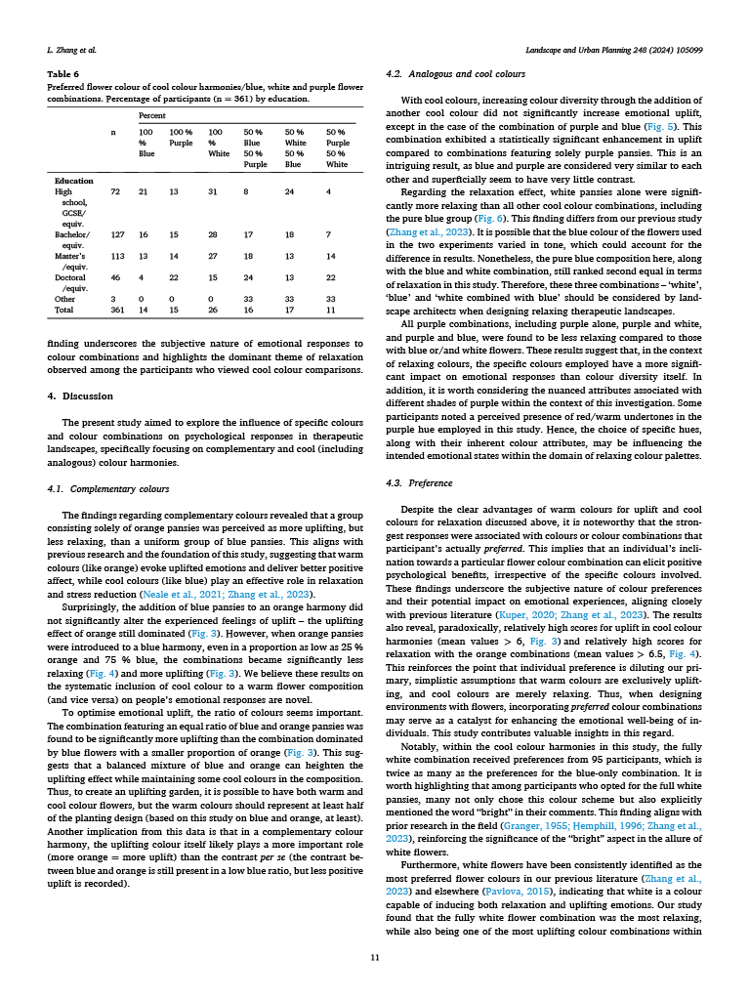 L. Zhang et al.
Landscape and Urban Planning 248 (2024) 105099
Table 6
Preferred flower colour of cool colour harmonies/blue, white and purple flower
combinations. Percentage of participants (n = 361) by education.
Percent
n 100 % Blue 100 % Purple 100 % White 50 % Blue 50 % Purple 50 % White 50 % Blue 50 % Purple 50 % White
Education
High school, GCSE/ equiv. 72 21 13 31 8 24 4
Bachelor/ equiv. 127 16 15 28 17 18 7
Master's /equiv. 113 13 14 27 18 13 14
Doctoral /equiv. 46 4 22 15 24 13 22
Other 3 0 0 0 33 33 33
Total 361 14 15 26 16 17 11
finding underscores the subjective nature of emotional responses to
colour combinations and highlights the dominant theme of relaxation
observed among the participants who viewed cool colour comparisons.
4. Discussion
The present study aimed to explore the influence of specific colours
and colour combinations on psychological responses in therapeutic
landscapes, specifically focusing on complementary and cool (including
analogous) colour harmonies.
4.1. Complementary colours
The findings regarding complementary colours revealed that a group
consisting solely of orange pansies was perceived as more uplifting, but
less relaxing, than a uniform group of blue pansies. This aligns with
previous research and the foundation of this study, suggesting that warm
colours (like orange) evoke uplifted emotions and deliver better positive
affect, while cool colours (like blue) play an effective role in relaxation
and stress reduction (Neale et al., 2021; Zhang et al., 2023).
Surprisingly, the addition of blue pansies to an orange harmony did
not significantly alter the experienced feelings of uplift – the uplifting
effect of orange still dominated (Fig. 3). However, when orange pansies
were introduced to a blue harmony, even in a proportion as low as 25 %
orange and 75 % blue, the combinations became significantly less
relaxing (Fig. 4) and more uplifting (Fig. 3). We believe these results on
the systematic inclusion of cool colour to a warm flower composition
(and vice versa) on people's emotional responses are novel.
To optimise emotional uplift, the ratio of colours seems important.
The combination featuring an equal ratio of blue and orange pansies was
found to be significantly more uplifting than the combination dominated
by blue flowers with a smaller proportion of orange (Fig. 3). This sug-
gests that a balanced mixture of blue and orange can heighten the
uplifting effect while maintaining some cool colours in the composition.
Thus, to create an uplifting garden, it is possible to have both warm and
cool colour flowers, but the warm colours should represent at least half
of the planting design (based on this study on blue and orange, at least).
Another implication from this data is that in a complementary colour
harmony, the uplifting colour itself likely plays a more important role
(more orange = more uplift) than the contrast per se (the contrast be-
tween blue and orange is still present in a low blue ratio, but less positive
uplift is recorded).
4.2. Analogous and cool colours
With cool colours, increasing colour diversity through the addition of
another cool colour did not significantly increase emotional uplift,
except in the case of the combination of purple and blue (Fig. 5). This
combination exhibited a statistically significant enhancement in uplift
compared to combinations featuring solely purple pansies. This is an
intriguing result, as blue and purple are considered very similar to each
other and superficially seem to have very little contrast.
Regarding the relaxation effect, white pansies alone were signifi-
cantly more relaxing than all other cool colour combinations, including
the pure blue group (Fig. 6). This finding differs from our previous study
(Zhang et al., 2023). It is possible that the blue colour of the flowers used
in the two experiments varied in tone, which could account for the
difference in results. Nonetheless, the pure blue composition here, along
with the blue and white combination, still ranked second equal in terms
of relaxation in this study. Therefore, these three combinations – 'white',
'blue' and 'white combined with blue' should be considered by land-
scape architects when designing relaxing therapeutic landscapes.
All purple combinations, including purple alone, purple and white,
and purple and blue, were found to be less relaxing compared to those
with blue or/and white flowers. These results suggest that, in the context
of relaxing colours, the specific colours employed have a more signifi-
cant impact on emotional responses than colour diversity itself. In
addition, it is worth considering the nuanced attributes associated with
different shades of purple within the context of this investigation. Some
participants noted a perceived presence of red/warm undertones in the
purple hue employed in this study. Hence, the choice of specific hues,
along with their inherent colour attributes, may be influencing the
intended emotional states within the domain of relaxing colour palettes.
4.3. Preference
Despite the clear advantages of warm colours for uplift and cool
colours for relaxation discussed above, it is noteworthy that the stron-
gest responses were associated with colours or colour combinations that
participant's actually preferred. This implies that an individual's incli-
nation towards a particular flower colour combination can elicit positive
psychological benefits, irrespective of the specific colours involved.
These findings underscore the subjective nature of colour preferences
and their potential impact on emotional experiences, aligning closely
with previous literature (Kuper, 2020; Zhang et al., 2023). The results
also reveal, paradoxically, relatively high scores for uplift in cool colour
harmonies (mean values > 6, Fig. 3) and relatively high scores for
relaxation with the orange combinations (mean values > 6.5, Fig. 4).
This reinforces the point that individual preference is diluting our pri-
mary, simplistic assumptions that warm colours are exclusively uplift-
ing, and cool colours are merely relaxing. Thus, when designing
environments with flowers, incorporating preferred colour combinations
may serve as a catalyst for enhancing the emotional well-being of in-
dividuals. This study contributes valuable insights in this regard.
Notably, within the cool colour harmonies in this study, the fully
white combination received preferences from 95 participants, which is
twice as many as the preferences for the blue-only combination. It is
worth highlighting that among participants who opted for the full white
pansies, many not only chose this colour scheme but also explicitly
mentioned the word "bright" in their comments. This finding aligns with
prior research in the field (Granger, 1955; Hemphill, 1996; Zhang et al.,
2023), reinforcing the significance of the "bright" aspect in the allure of
white flowers.
Furthermore, white flowers have been consistently identified as the
most preferred flower colours in our previous literature (Zhang et al.,
2023) and elsewhere (Pavlova, 2015), indicating that white is a colour
capable of inducing both relaxation and uplifting emotions. Our study
found that the fully white flower combination was the most relaxing,
while also being one of the most uplifting colour combinations within
11